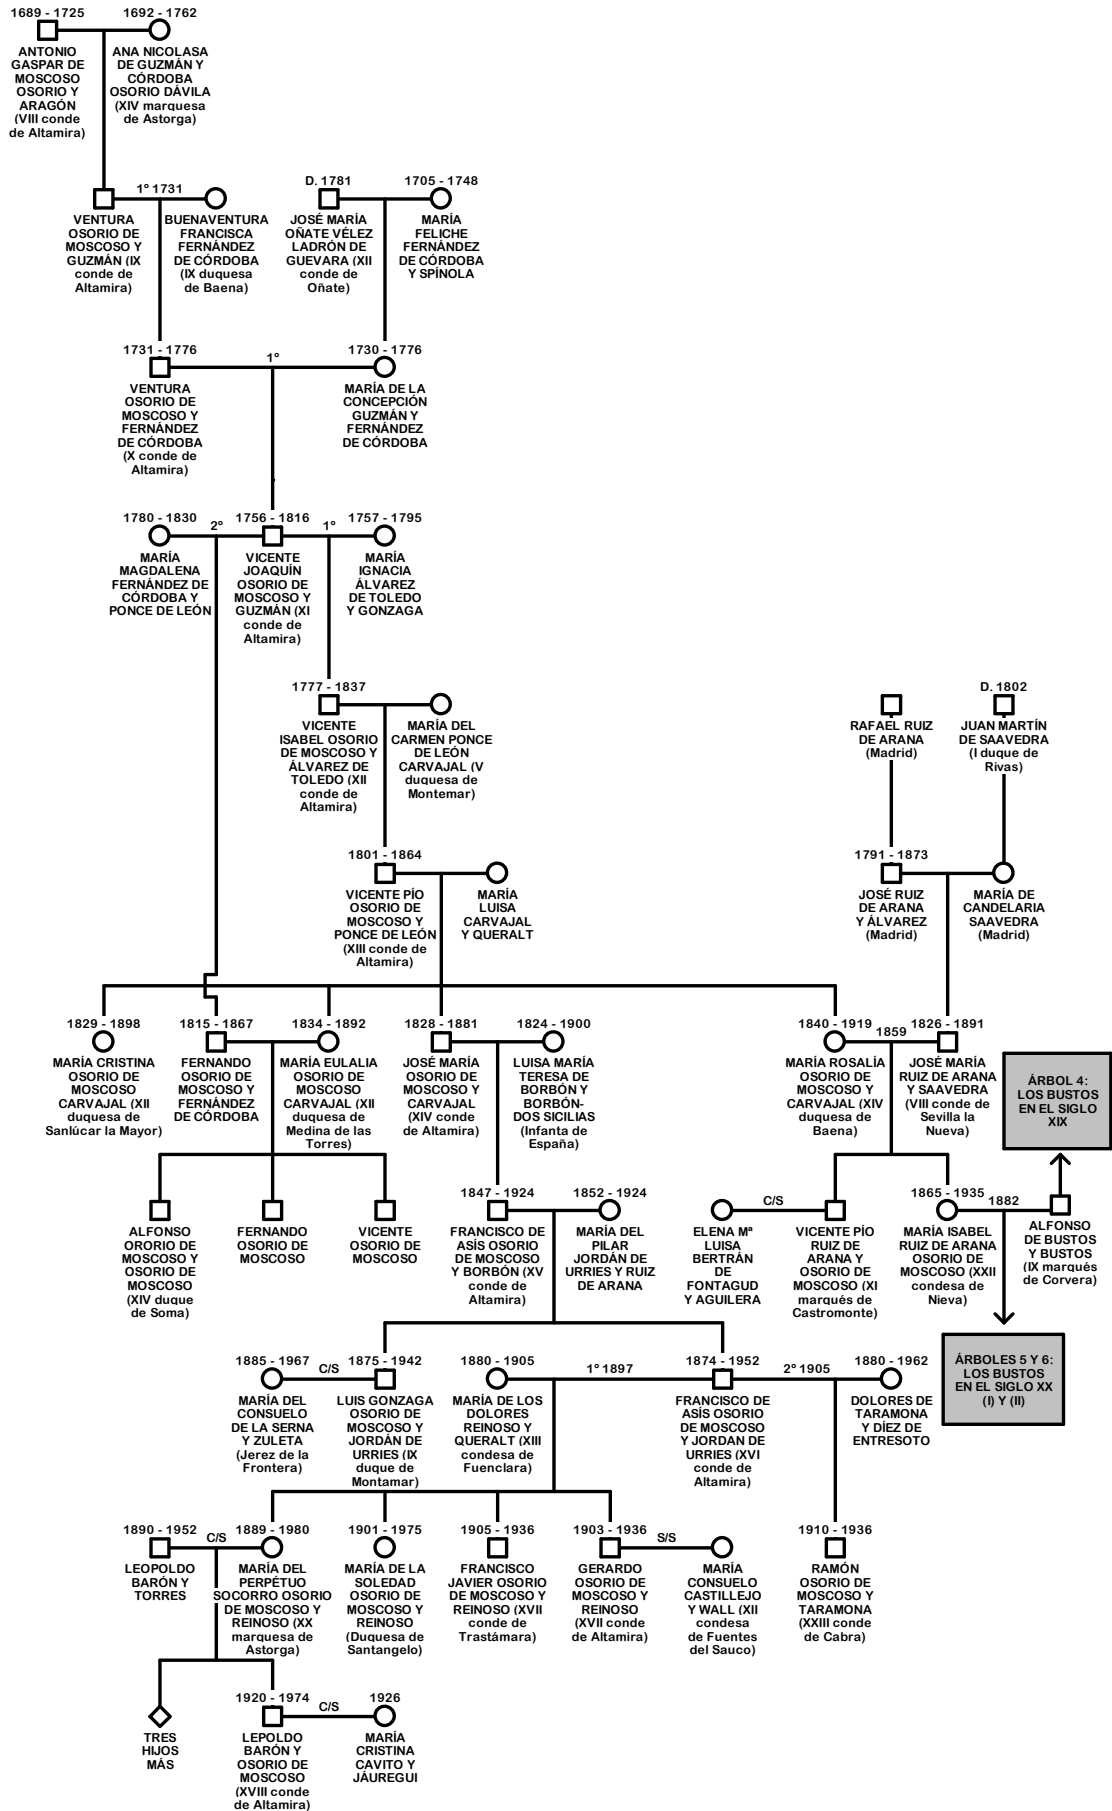 1689 - 1725
1692 - 1762
ANTONIO
GASPAR DE
MOSCOSO
OSORIO Y
ARAGÓN
(VIII conde
de Altamira)
ANA NICOLASA
DE GUZMÁN Y
CÓRDOBA
OSORIO DÁVILA
(XIV marquesa
de Astorga)
1º 1731
D. 1781
1705 - 1748
VENTURA
OSORIO DE
MOSCOSO Y
GUZMÁN (IX
conde de
Altamira)
BUENAVENTURA
FRANCISCA
FERNÁNDEZ
DE CÓRDOBA
(IX duquesa
de Baena)
JOSÉ MARÍA
OÑATE VÉLEZ
LADRÓN DE
GUEVARA (XII
conde de
Oñate)
MARÍA
FELICHE
FERNÁNDEZ
DE CÓRDOBA
Y SPÍNOLA
1731 - 1776
1º
1730 - 1776
VENTURA
OSORIO DE
MOSCOSO Y
FERNÁNDEZ
DE CÓRDOBA
(X conde de
Altamira)
MARÍA DE LA
CONCEPCIÓN
GUZMÁN Y
FERNÁNDEZ
DE CÓRDOBA
1780 - 1830
2º
1756 - 1816
1º
1757 - 1795
MARÍA
MAGDALENA
FERNÁNDEZ DE
CÓRDOBA Y
PONCE DE LEÓN
VICENTE
JOAQUÍN
OSORIO DE
MOSCOSO Y
GUZMÁN (XI
conde de
Altamira)
MARÍA
IGNACIA
ÁLVAREZ
DE TOLEDO
Y GONZAGA
1777 - 1837
D. 1802
VICENTE
ISABEL OSORIO
DE MOSCOSO Y
ÁLVAREZ DE
TOLEDO (XII
conde de
Altamira)
MARÍA DEL
CARMEN PONCE
DE LEÓN
CARVAJAL (V
duquesa de
Montemar)
RAFAEL RUIZ
DE ARANA
(Madrid)
JUAN MARTÍN
DE SAAVEDRA
(I duque de
Rivas)
1801 - 1864
1791 - 1873
VICENTE PÍO
OSORIO DE
MOSCOSO Y
PONCE DE LEÓN
(XIII conde de
Altamira)
MARÍA
LUISA
CARVAJAL
Y QUERALT
JOSÉ RUIZ
DE ARANA
Y ÁLVAREZ
(Madrid)
MARÍA DE
CANDELARIA
SAAVEDRA
(Madrid)
1829 - 1898
1815 - 1867
1834 - 1892
1828 - 1881
1824 - 1900
1840 - 1919
1859
1826 - 1891
MARÍA CRISTINA
OSORIO DE
MOSCOSO
CARVAJAL (XII
duquesa de
Sanlúcar la Mayor)
FERNANDO
OSORIO DE
MOSCOSO Y
FERNÁNDEZ
DE CÓRDOBA
MARÍA EULALIA
OSORIO DE
MOSCOSO
CARVAJAL (XII
duquesa de
Medina de las
Torres)
JOSÉ MARÍA
OSORIO DE
MOSCOSO Y
CARVAJAL
(XIV conde
de Altamira)
LUISA MARÍA
TERESA DE
BORBÓN Y
BORBÓN-
DOS SICILIAS
(Infanta de
España)
MARÍA ROSALÍA
OSORIO DE
MOSCOSO Y
CARVAJAL (XIV
duquesa de
Baena)
JOSÉ MARÍA
RUIZ DE ARANA
Y SAAVEDRA
(VIII conde de
Sevilla la
Nueva)
ÁRBOL 4:
LOS BUSTOS
EN EL SIGLO
XIX
1847 - 1924
1852 - 1924
C/S
1865 - 1935
1882
ALFONSO
ORORIO DE
MOSCOSO Y
OSORIO DE
MOSCOSO
(XIV duque
de Soma)
FERNANDO
OSORIO DE
MOSCOSO
VICENTE
OSORIO DE
MOSCOSO
FRANCISCO DE
ASÍS OSORIO
DE MOSCOSO
Y BORBÓN (XV
conde de
Altamira)
MARÍA DEL
PILAR
JORDÁN DE
URRIES Y RUIZ
DE ARANA
ELENA Mª
LUISA
BERTRÁN
DE
FONTAGUD
Y AGUILERA
VICENTE PÍO
RUIZ DE
ARANA Y
OSORIO DE
MOSCOSO (XI
marqués de
Castromonte)
MARÍA ISABEL
RUIZ DE ARANA
OSORIO DE
MOSCOSO (XXII
condesa de
Nieva)
ALFONSO
DE BUSTOS
Y BUSTOS
(IX marqués
de Corvera)
1885 - 1967
C/S
1875 - 1942
1880 - 1905
1º 1897
1874 - 1952
2º 1905
1880 - 1962
MARÍA DEL
CONSUELO
DE LA SERNA
Y ZULETA
(Jerez de la
Frontera)
LUIS GONZAGA
OSORIO DE
MOSCOSO Y
JORDÁN DE
URRIES (IX
duque de
Montamar)
MARÍA DE LOS
DOLORES
REINOSO Y
QUERALT (XIII
condesa de
Fuenclara)
FRANCISCO DE
ASÍS OSORIO
DE MOSCOSO
Y JORDAN DE
URRIES (XVI
conde de
Altamira)
DOLORES DE
TARAMONA
Y DÍEZ DE
ENTRESOTO
ÁRBOLES 5 Y 6:
LOS BUSTOS
EN EL SIGLO XX
(I) Y (II)
1890 - 1952
C/S
1889 - 1980
1901 - 1975
1905 - 1936
1903 - 1936
S/S
1910 - 1936
LEOPOLDO
BARÓN Y
TORRES
MARÍA DEL
PERPÉTUO
SOCORRO OSORIO
DE MOSCOSO Y
REINOSO (XX
marquesa de
Astorga)
MARÍA DE LA
SOLEDAD
OSORIO DE
MOSCOSO Y
REINOSO
(Duquesa de
Santangelo)
FRANCISCO
JAVIER OSORIO
DE MOSCOSO Y
REINOSO (XVII
conde de
Trastámara)
GERARDO
OSORIO DE
MOSCOSO Y
REINOSO
(XVII conde
de Altamira)
MARÍA
CONSUELO
CASTILLEJO
Y WALL (XII
condesa
de Fuentes
del Sauco)
RAMÓN
OSORIO DE
MOSCOSO Y
TARAMONA
(XXIII conde
de Cabra)
1920 - 1974
C/S
1926
TRES
HIJOS
MÁS
LEPOLDO
BARÓN Y
OSORIO DE
MOSCOSO
(XVIII conde
de Altamira)
MARÍA
CRISTINA
CAVITO Y
JÁUREGUI